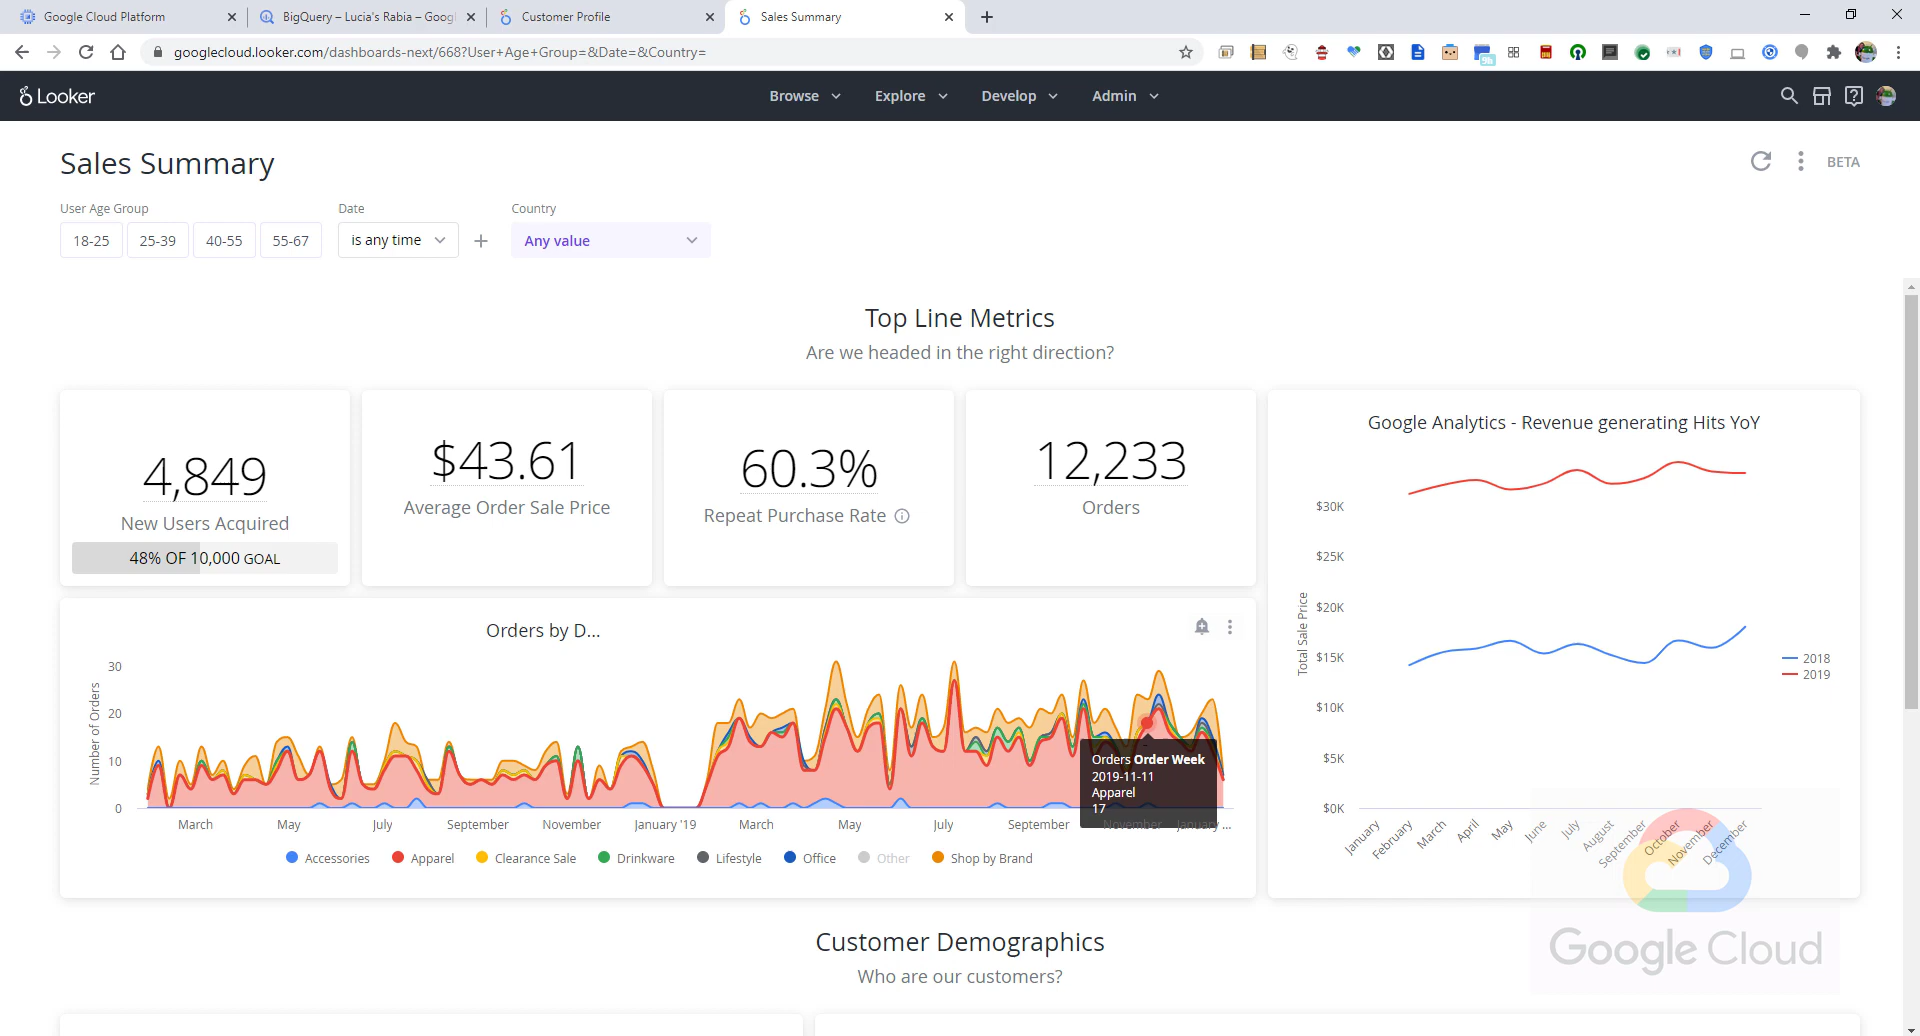 Google Cloud Platform
BigQuery – Lucia's Rabia – Googl
Customer Profile
Sales Summary
googlecloud.looker.com/dashboards-next/668?User+Age+Group=&Date=&Country=
9h
Looker
Browse
Explore
Develop
Admin
Sales Summary
BETA
User Age Group
Date
Country
18-25
25-39
40-55
55-67
is any time
Any value
Top Line Metrics
Are we headed in the right direction?
4,849
New Users Acquired
48% OF 10,000 GOAL
$43.61
Average Order Sale Price
60.3%
Repeat Purchase Rate
12,233
Orders
Google Analytics - Revenue generating Hits YoY
Total Sale Price
$30K
$25K
$20K
$15K
$10K
$5K
$0K
January
February
March
April
May
June
July
August
September
October
November
December
2018
2019
Orders by D...
Number of Orders
30
20
10
0
March
May
July
September
November
January '19
March
May
July
September
November
January ...
Orders Order Week
2019-11-11
Apparel
17
Accessories
Apparel
Clearance Sale
Drinkware
Lifestyle
Office
Other
Shop by Brand
Customer Demographics
Who are our customers?
Google Cloud